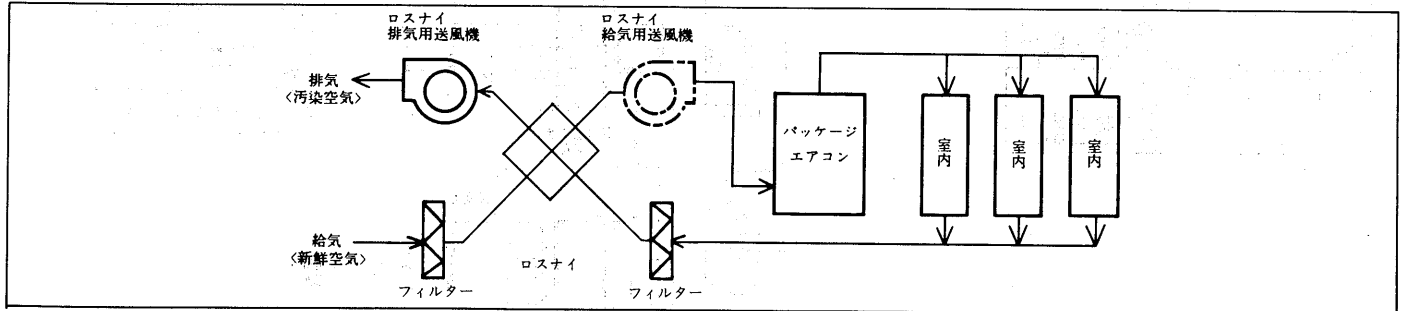 ロスナイ
排気用送風機
ロスナイ
給気用送風機
排気
〈汚染空気〉
パッケージ
エアコン
室内
室内
室内
給気
〈新鮮空気〉
ロスナイ
フィルター
フィルター